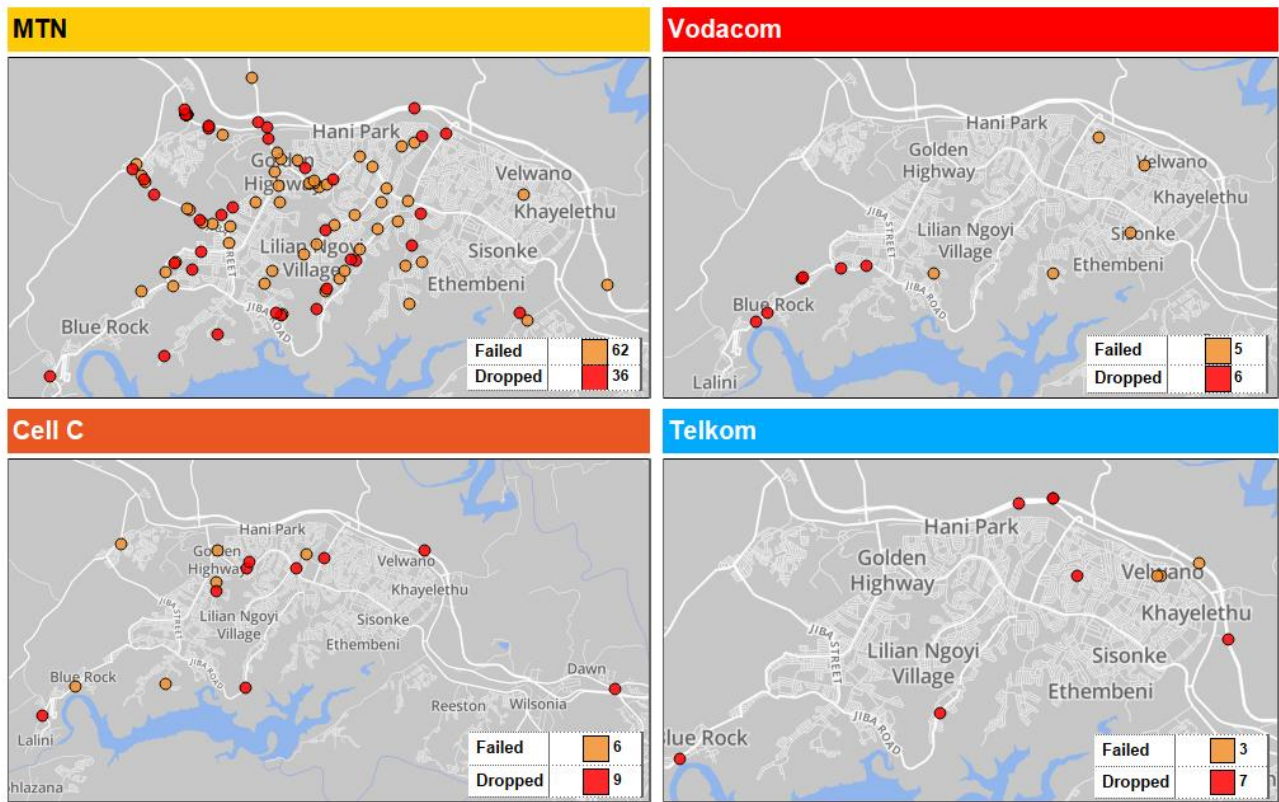 MTN
Hani Park
Golden
Highway
Velwano
Khayelethu
Lilian Ngoyi
Village
Sisonke
Ethembeni
STREET
JIBA ROAD
Blue Rock
Failed 62
Dropped 36
Vodacom
Hani Park
Golden
Highway
Velwano
Khayelethu
JIBA STREET
Lilian Ngoyi
Village
Sisonke
Ethembeni
JIBA ROAD
Blue Rock
Lalini
Failed 5
Dropped 6
Cell C
Hani Park
Golden
Highway
Velwano
Khayelethu
JIBA STREET
Lilian Ngoyi
Village
Sisonke
Ethembeni
JIBA ROAD
Blue Rock
Dawn
Reeston
Wilsonia
Lalini
ohlazana
Failed 6
Dropped 9
Telkom
Hani Park
Golden
Highway
Velwano
Khayelethu
JIBA STREET
Lilian Ngoyi
Village
Sisonke
Ethembeni
JIBA ROAD
Blue Rock
Failed 3
Dropped 7